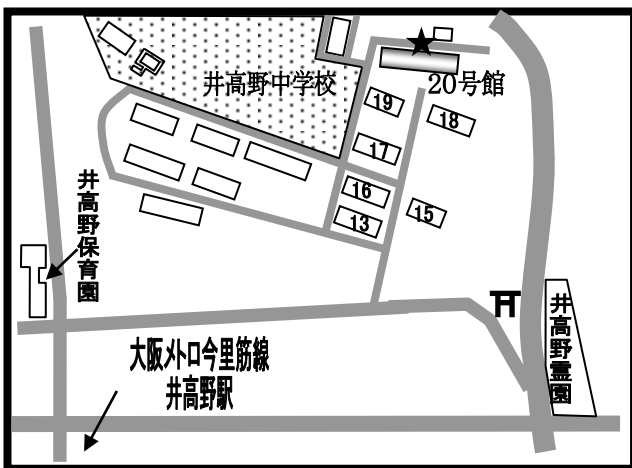 井高野中学校
20号館
19
18
17
16
15
13
井高野保育園
大阪メトロ今里筋線
井高野駅
井高野霊園